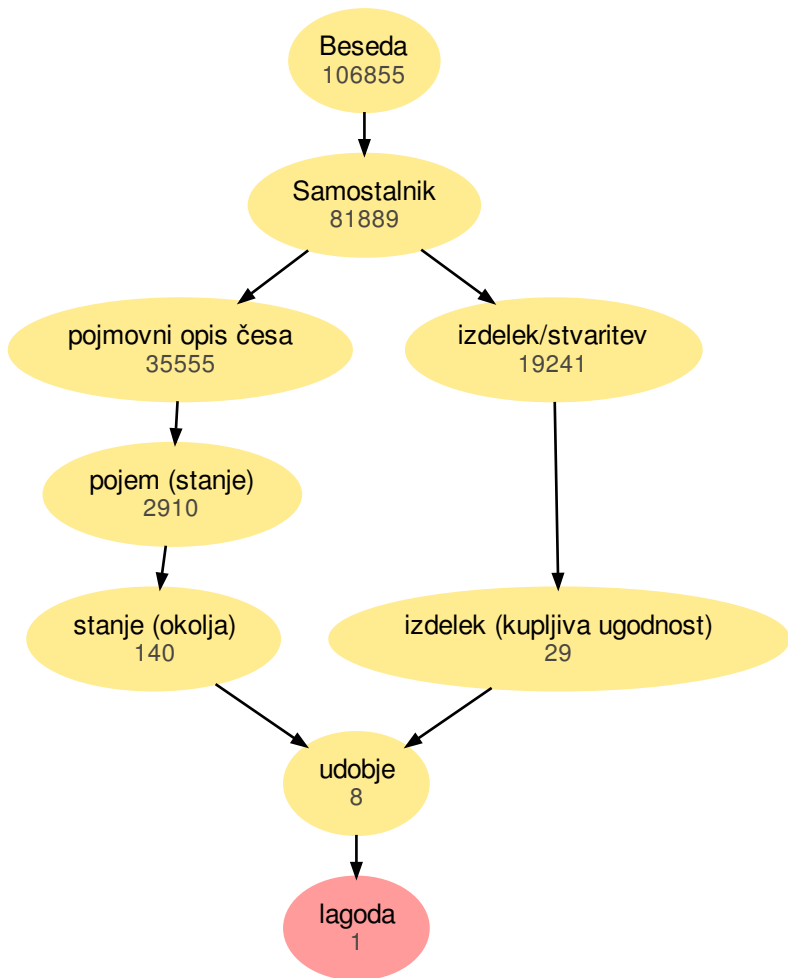 Beseda
106855
Samostalnik
81889
pojmovni opis česa
35555
izdelek/stvaritev
19241
pojem (stanje)
2910
stanje (okolja)
140
izdelek (kupljiva ugodnost)
29
udobje
8
lagoda
1